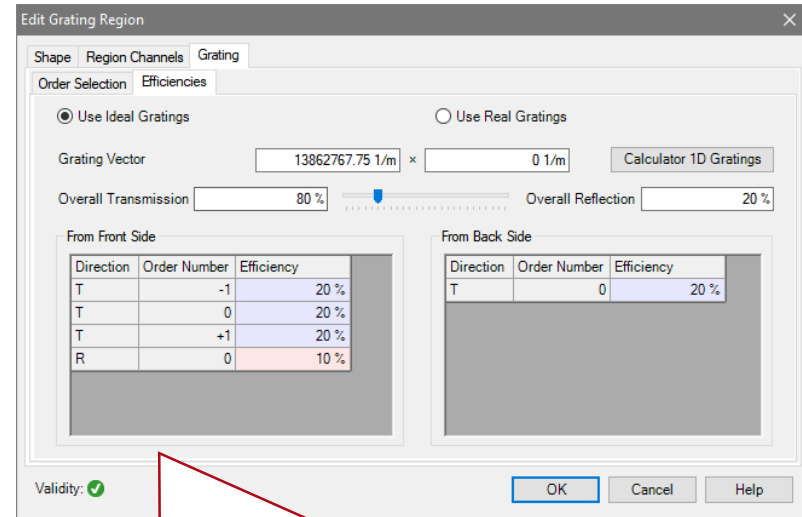 Edit Grating Region
Shape Region Channels Grating
Order Selection Efficiencies
Use Ideal Gratings Use Real Gratings
Grating Vector 13862767.75 1/m × 0 1/m Calculator 1D Gratings
Overall Transmission 80 % Overall Reflection 20 %
From Front Side From Back Side
Direction Order Number Efficiency Direction Order Number Efficiency
T -1 20 % T 0 20 %
T 0 20 %
T +1 20 %
R 0 10 %
Validity: OK Cancel Help